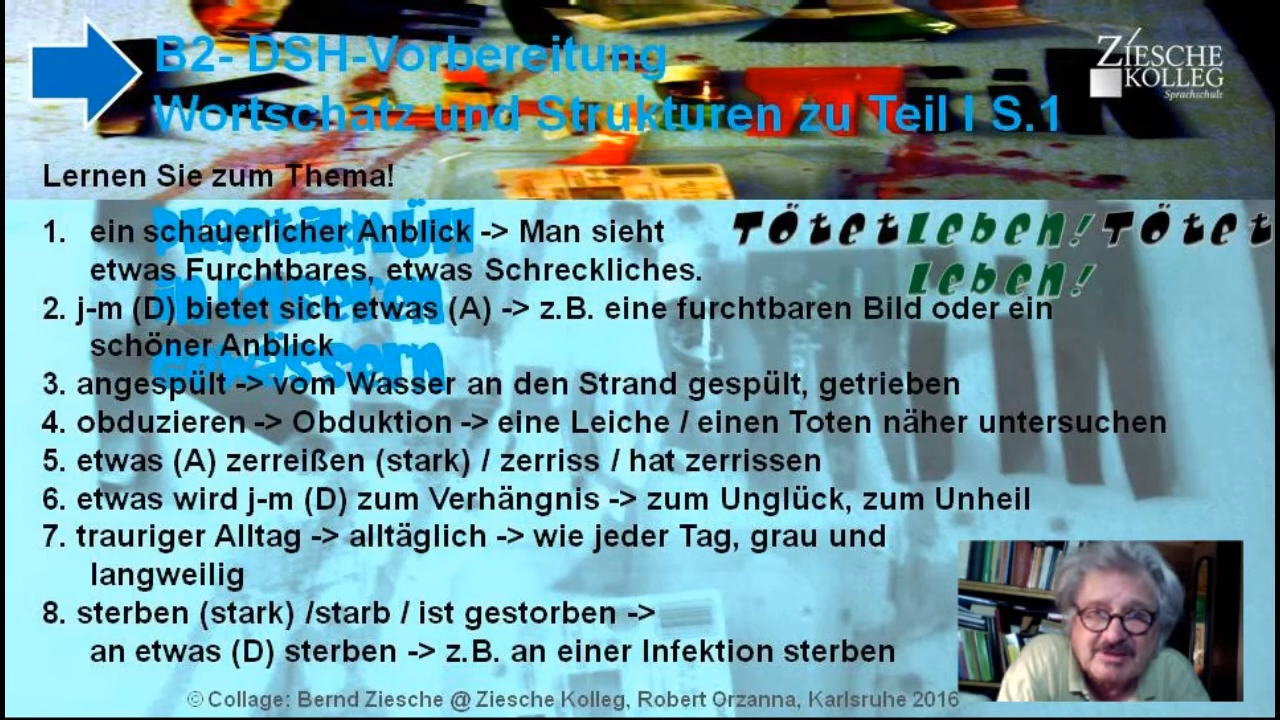 B2- DSH-Vorbereitung
Wortschatz und Strukturen zu Teil I S.1
ZIESCHE
KOLLEG
Sprachschule
Lernen Sie zum Thema!
TötetLeben!Tötet
Leben!
1. ein schauerlicher Anblick -> Man sieht
etwas Furchtbares, etwas Schreckliches.
2. j-m (D) bietet sich etwas (A) -> z.B. eine furchtbaren Bild oder ein
schöner Anblick
3. angespült -> vom Wasser an den Strand gespült, getrieben
4. obduzieren -> Obduktion -> eine Leiche / einen Toten näher untersuchen
5. etwas (A) zerreißen (stark) / zerriss / hat zerrissen
6. etwas wird j-m (D) zum Verhängnis -> zum Unglück, zum Unheil
7. trauriger Alltag -> alltäglich -> wie jeder Tag, grau und
langweilig
8. sterben (stark) /starb / ist gestorben ->
an etwas (D) sterben -> z.B. an einer Infektion sterben
© Collage: Bernd Ziesche @ Ziesche Kolleg, Robert Orzanna, Karlsruhe 2016